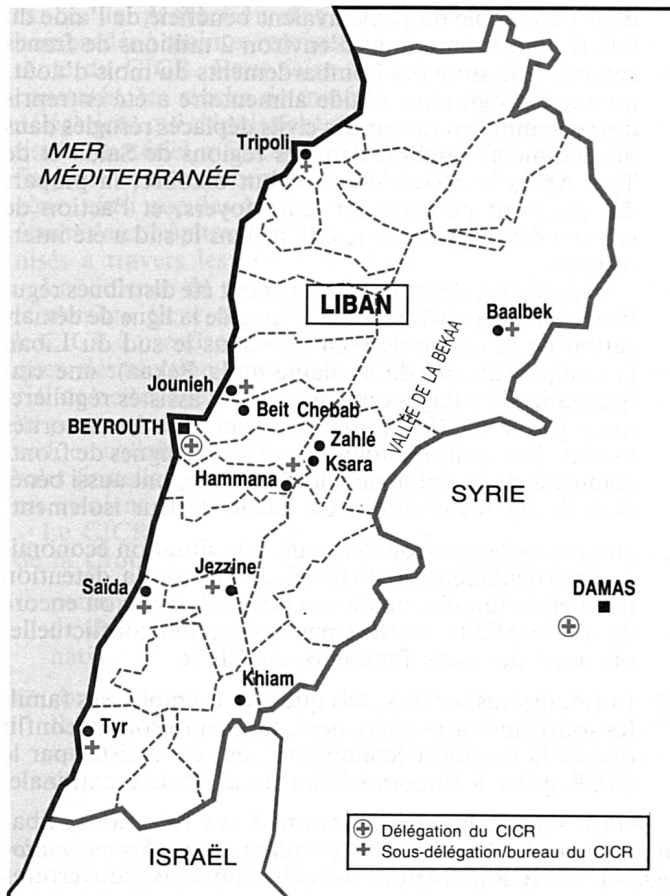 MER
MÉDITERRANÉE
Tripoli
LIBAN
Baalbek
VALLÉE DE LA BEKAA
Jounieh
Beit Chebab
BEYROUTH
Zahlé
Ksara
Hammana
SYRIE
Jezzine
Saida
DAMAS
Khiam
Tyr
ISRAËL
Délégation du CICR
Sous-délégation/bureau du CICR